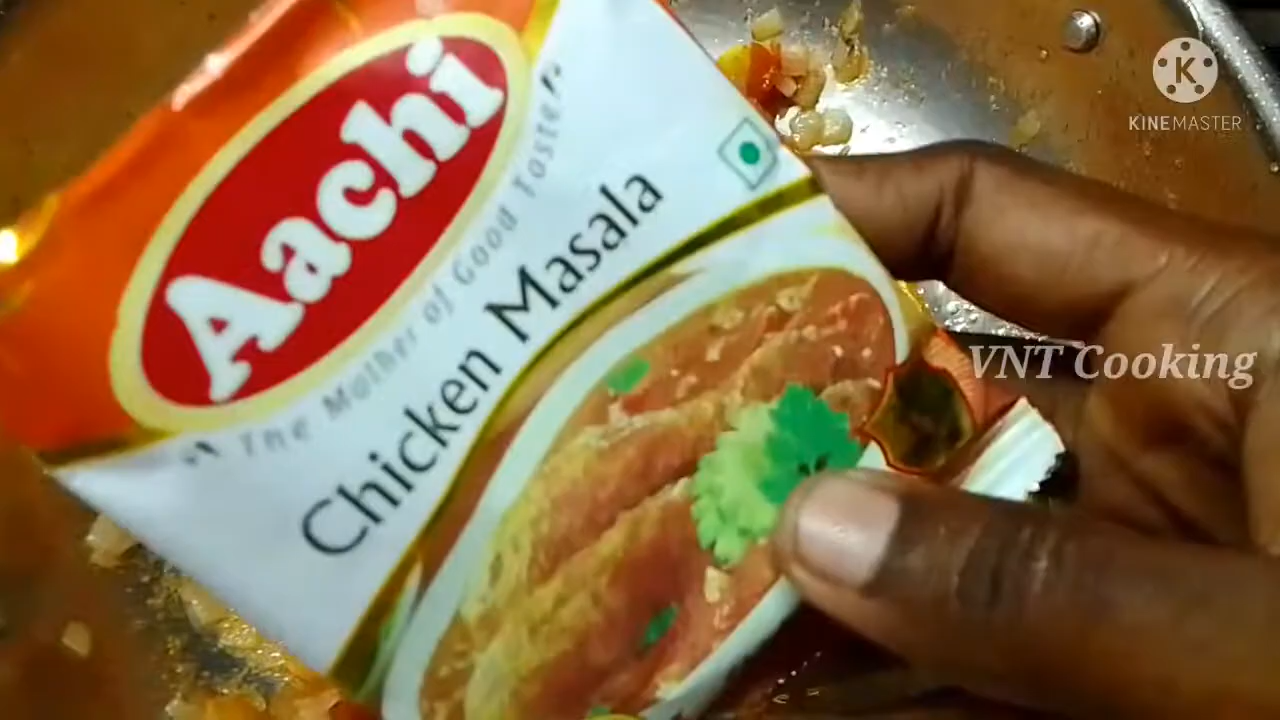 Aachi
"The Mother of Good Taste"
Chicken Masala
K
KINEMASTER
VNT Cooking